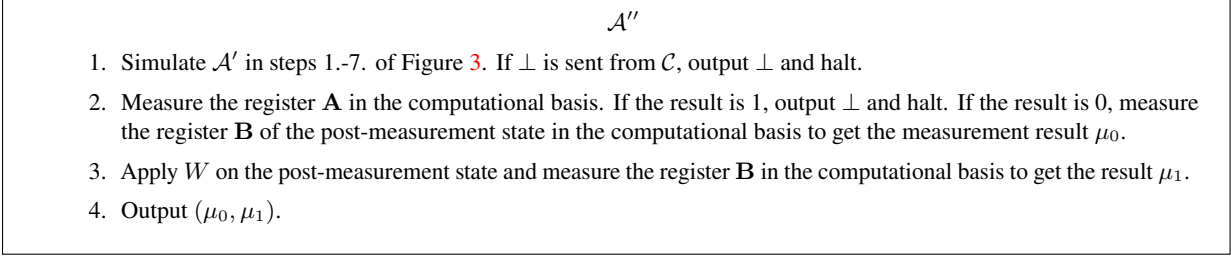 𝒜′′
1. Simulate 𝒜′ in steps 1.-7. of Figure 3. If ⊥ is sent from 𝒞, output ⊥ and halt.
2. Measure the register A in the computational basis. If the result is 1, output ⊥ and halt. If the result is 0, measure
the register B of the post-measurement state in the computational basis to get the measurement result μ₀.
3. Apply W on the post-measurement state and measure the register B in the computational basis to get the result μ₁.
4. Output (μ₀, μ₁).